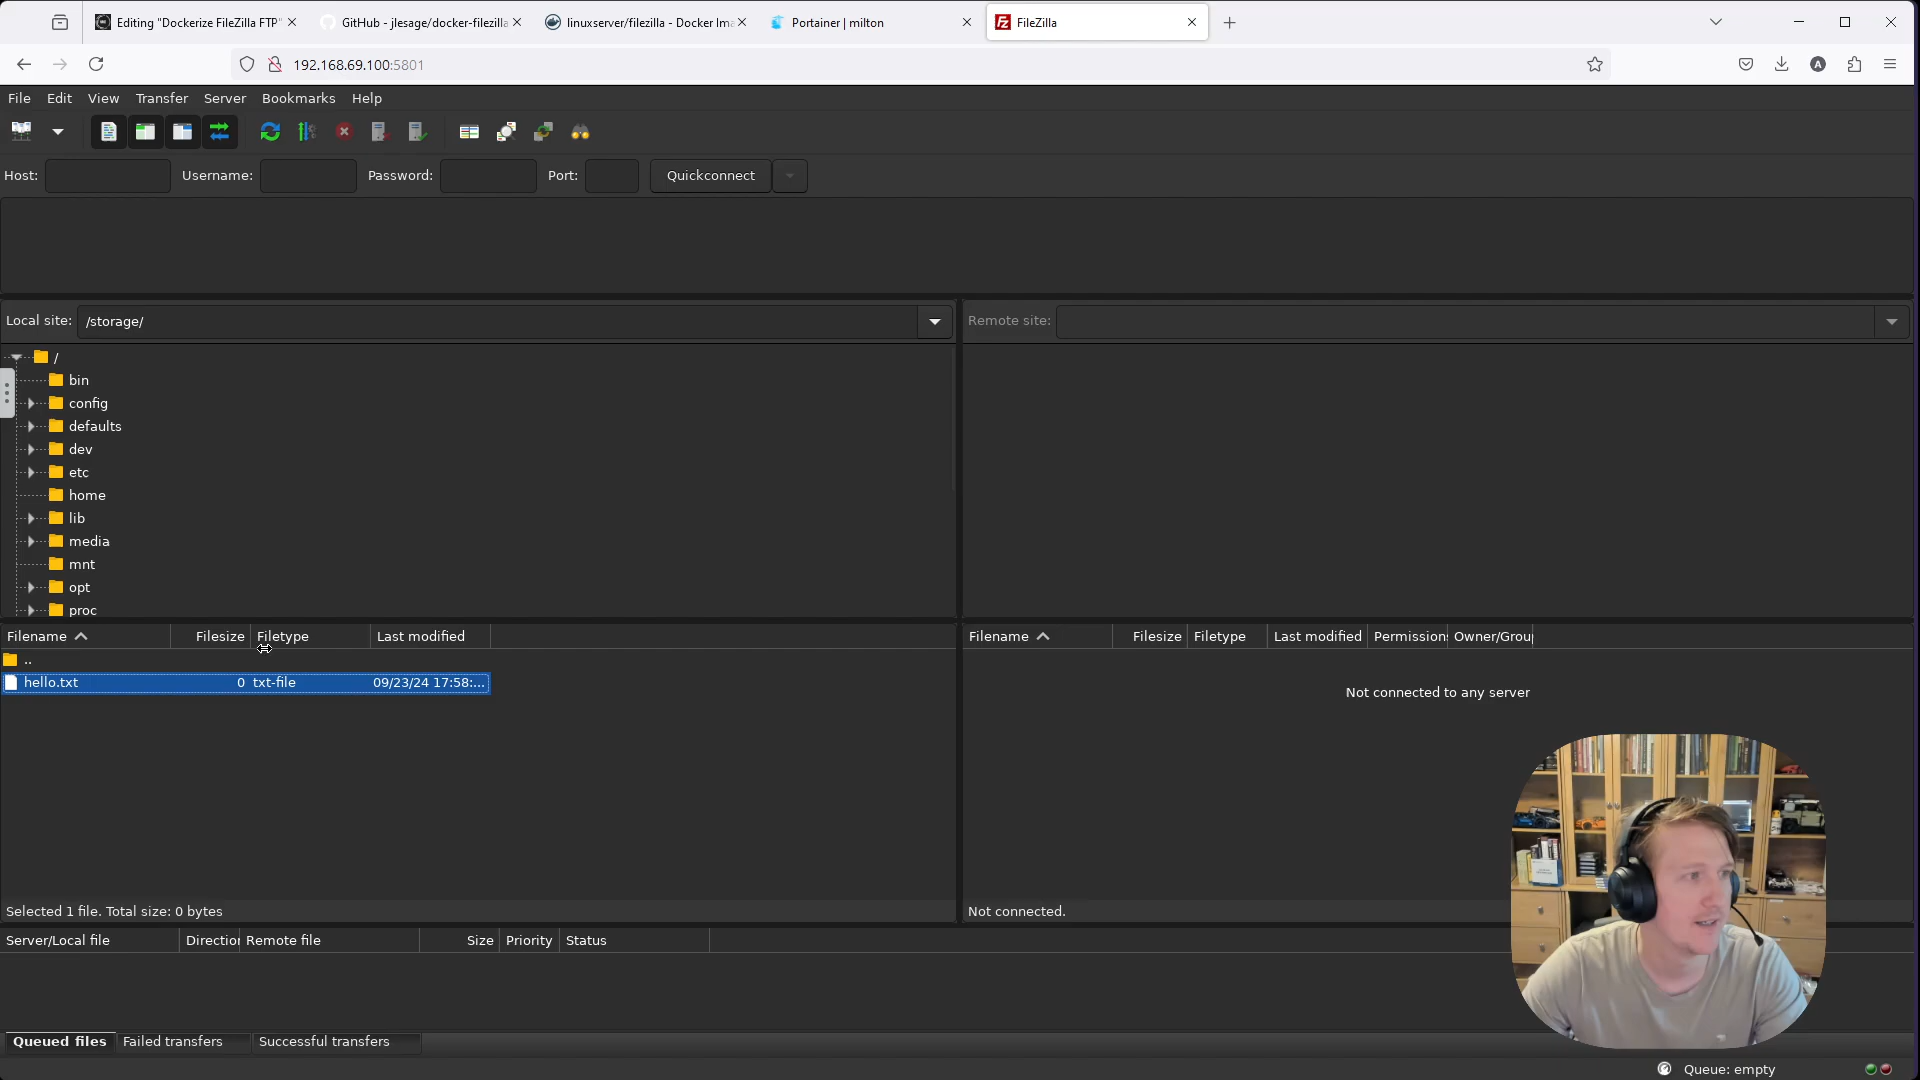 Editing "Dockerize FileZilla FTP"
GitHub - jlesage/docker-filezilla
linuxserver/filezilla - Docker Ima
Portainer | milton
FileZilla
192.168.69.100:5801
A
File Edit View Transfer Server Bookmarks Help
Host: Username: Password: Port: Quickconnect
Local site: /storage/
Remote site:
/
bin
config
defaults
dev
etc
home
lib
media
mnt
opt
proc
Filename Filesize Filetype Last modified
..
hello.txt 0 txt-file 09/23/24 17:58:...
Selected 1 file. Total size: 0 bytes
Filename Filesize Filetype Last modified Permissions Owner/Grou
Not connected to any server
Not connected.
Server/Local file Direction Remote file Size Priority Status
Queued files Failed transfers Successful transfers
Queue: empty